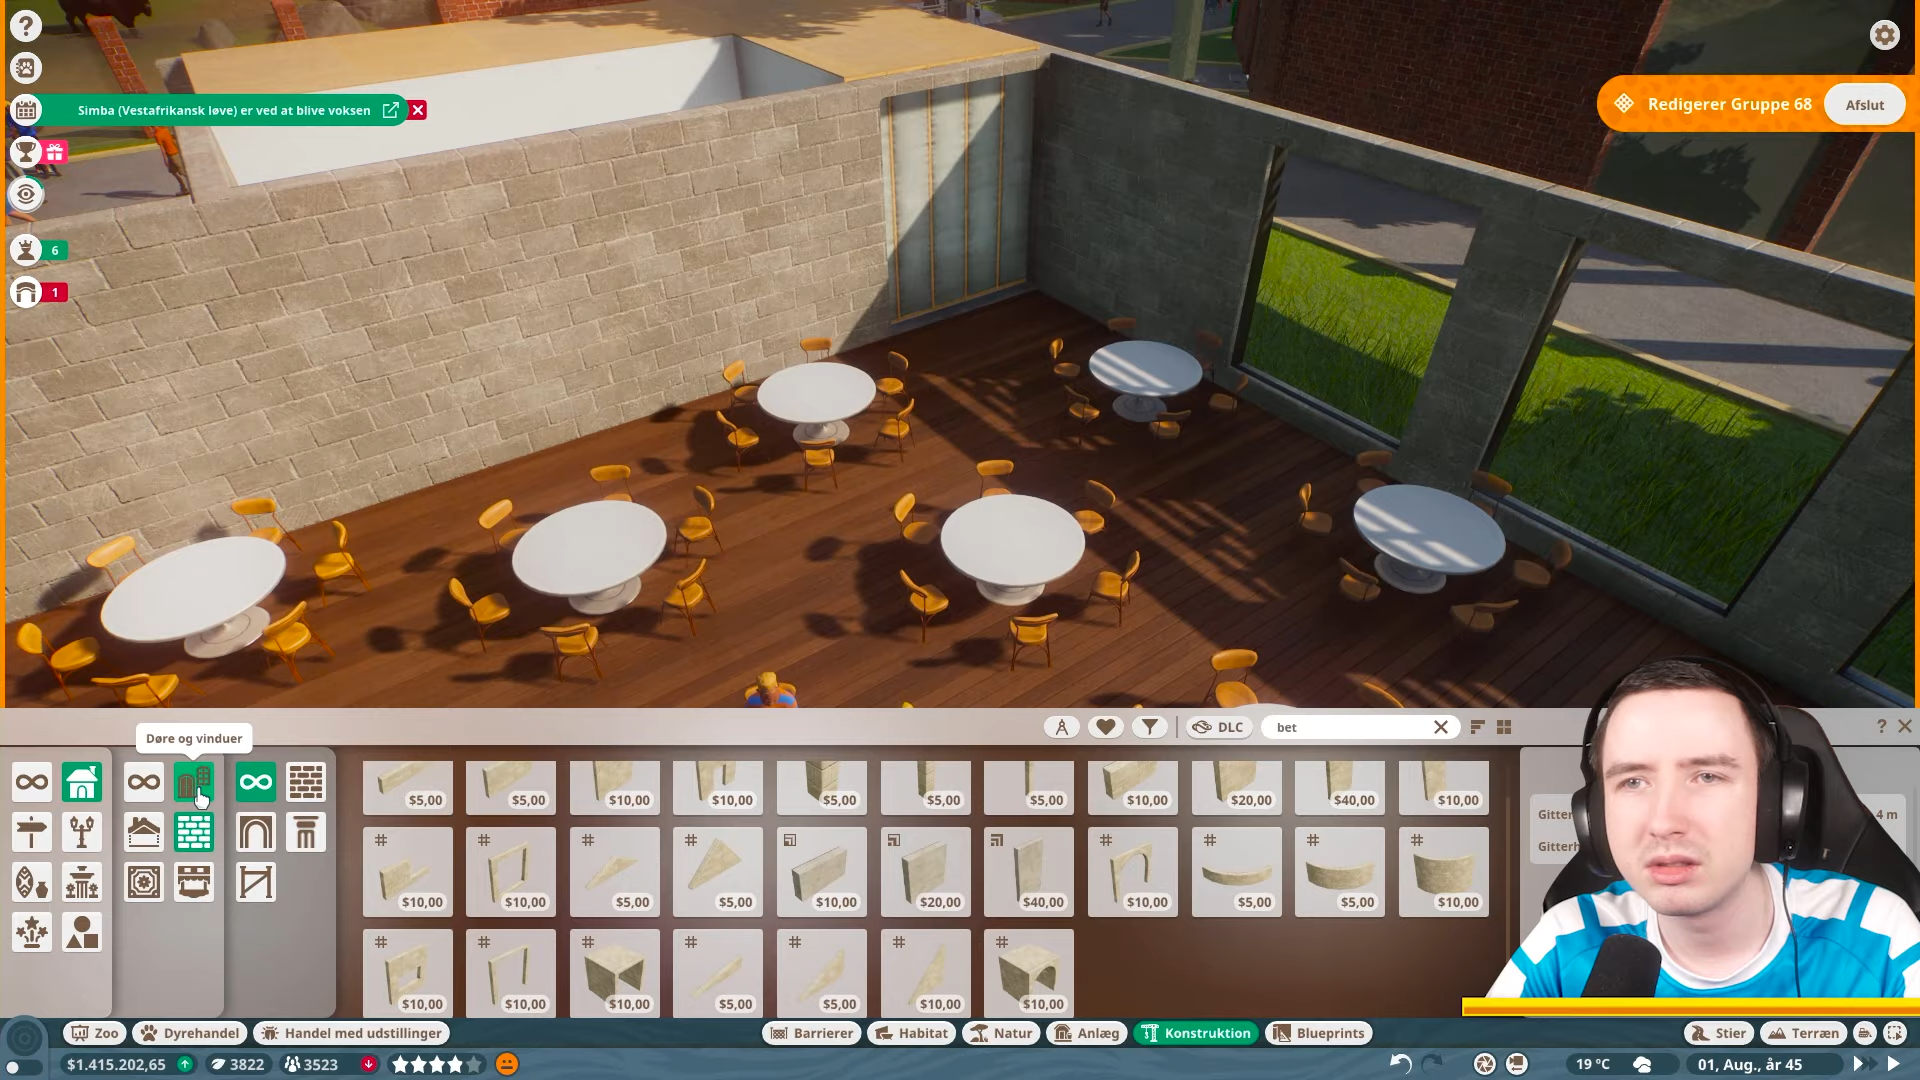 ?
Simba (Vestafrikansk løve) er ved at blive voksen
Redigerer Gruppe 68
Afslut
6
1
DLC
bet
?
Døre og vinduer
$5,00 $5,00 $10,00 $10,00 $5,00 $5,00 $5,00 $10,00 $20,00 $40,00 $10,00
$10,00 $10,00 $5,00 $5,00 $10,00 $20,00 $40,00 $10,00 $5,00 $5,00 $10,00
$10,00 $10,00 $10,00 $5,00 $5,00 $10,00 $10,00
4 m
Zoo Dyrehandel Handel med udstillinger Barrierer Habitat Natur Anlæg Konstruktion Blueprints Stier Terræn
$1.415.202,65 3822 3523 19 °C 01, Aug., år 45